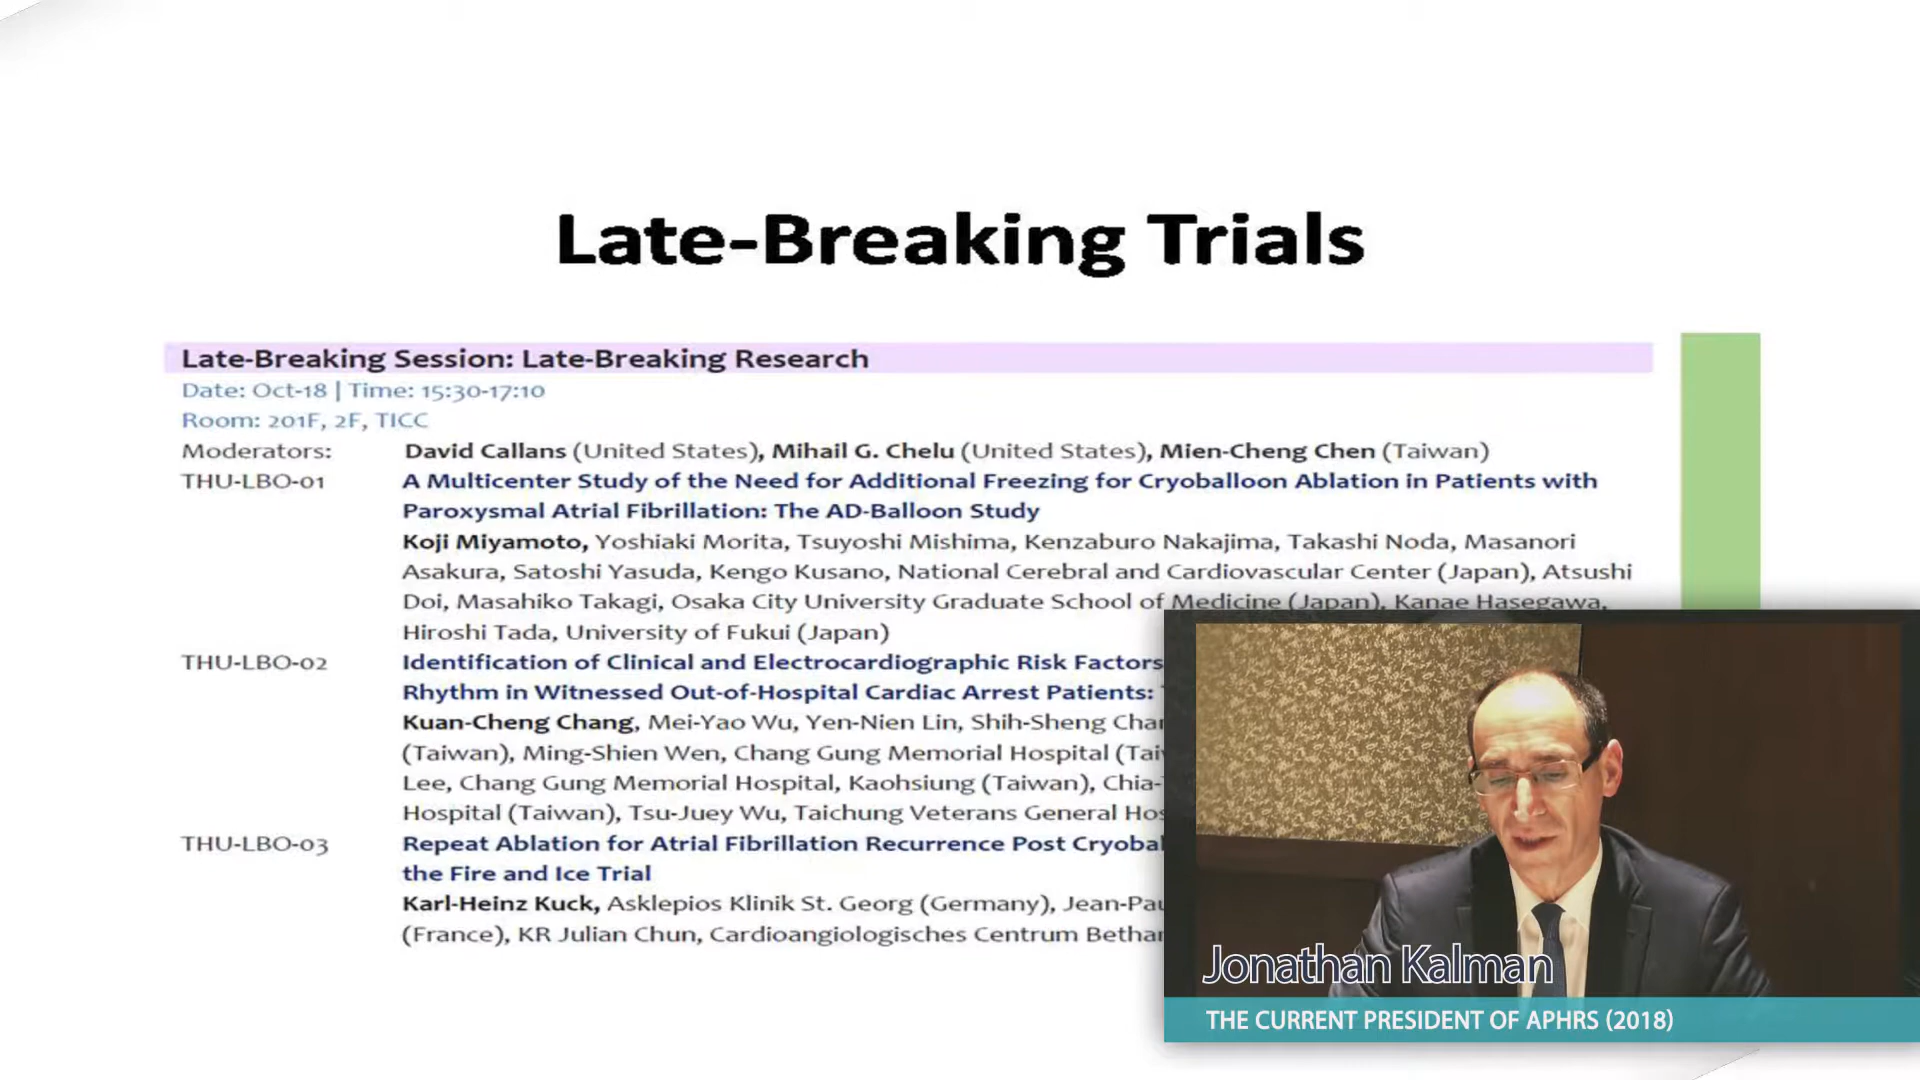 Late-Breaking Trials
Late-Breaking Session: Late-Breaking Research
Date: Oct-18 | Time: 15:30-17:10
Room: 201F, 2F, TICC
Moderators: David Callans (United States), Mihail G. Chelu (United States), Mien-Cheng Chen (Taiwan)
THU-LBO-01 A Multicenter Study of the Need for Additional Freezing for Cryoballoon Ablation in Patients with
Paroxysmal Atrial Fibrillation: The AD-Balloon Study
Koji Miyamoto, Yoshiaki Morita, Tsuyoshi Mishima, Kenzaburo Nakajima, Takashi Noda, Masanori
Asakura, Satoshi Yasuda, Kengo Kusano, National Cerebral and Cardiovascular Center (Japan), Atsushi
Doi, Masahiko Takagi, Osaka City University Graduate School of Medicine (Japan), Kanae Hasegawa,
Hiroshi Tada, University of Fukui (Japan)
THU-LBO-02 Identification of Clinical and Electrocardiographic Risk Factors
Rhythm in Witnessed Out-of-Hospital Cardiac Arrest Patients:
Kuan-Cheng Chang, Mei-Yao Wu, Yen-Nien Lin, Shih-Sheng
(Taiwan), Ming-Shien Wen, Chang Gung Memorial Hospital
Lee, Chang Gung Memorial Hospital, Kaohsiung (Taiwan),
Hospital (Taiwan), Tsu-Juey Wu, Taichung Veterans General
THU-LBO-03 Repeat Ablation for Atrial Fibrillation Recurrence Post
the Fire and Ice Trial
Karl-Heinz Kuck, Asklepios Klinik St. Georg (Germany),
(France), KR Julian Chun, Cardioangiologisches Centrum
Jonathan Kalman
THE CURRENT PRESIDENT OF APHRS (2018)